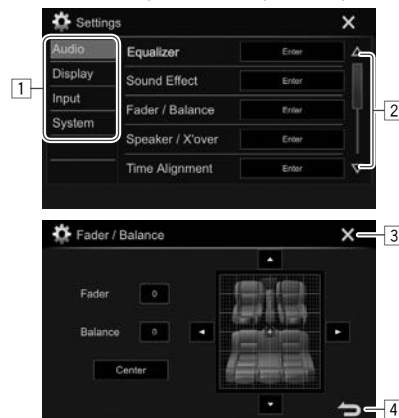 Settings
Audio
Equalizer Enter
Display
Sound Effect Enter
Input
Fader / Balance Enter
System
Speaker / X'over Enter
Time Alignment Enter
1
2
Fader / Balance
3
Fader 0
Balance 0
Center
4